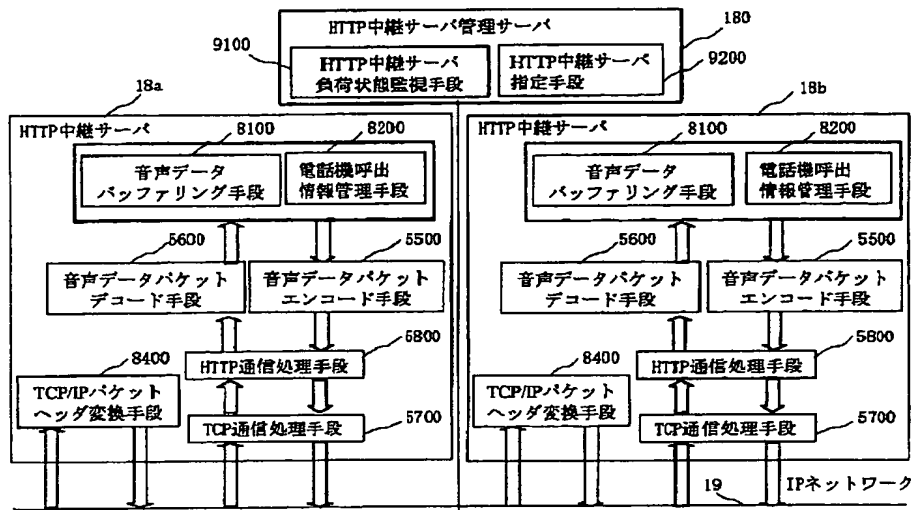 HTTP中継サーバ管理サーバ
180
9100
HTTP中継サーバ
負荷状態監視手段
HTTP中継サーバ
指定手段
9200
18a
HTTP中継サーバ
8100
8200
音声データ
バッファリング手段
電話機呼出
情報管理手段
5600
5500
音声データパケット
デコード手段
音声データパケット
エンコード手段
5800
HTTP通信処理手段
8400
TCP/IPパケット
ヘッダ変換手段
5700
TCP通信処理手段
18b
HTTP中継サーバ
8100
8200
音声データ
バッファリング手段
電話機呼出
情報管理手段
5600
5500
音声データパケット
デコード手段
音声データパケット
エンコード手段
5800
HTTP通信処理手段
8400
TCP/IPパケット
ヘッダ変換手段
5700
TCP通信処理手段
19
IPネットワーク